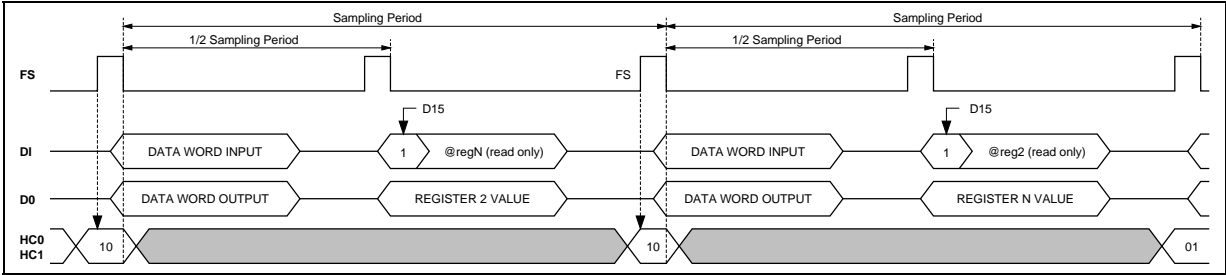 Sampling Period Sampling Period
1/2 Sampling Period 1/2 Sampling Period
FS FS
D15 D15
DI DATA WORD INPUT 1 @regN (read only) DATA WORD INPUT 1 @reg2 (read only)
D0 DATA WORD OUTPUT REGISTER 2 VALUE DATA WORD OUTPUT REGISTER N VALUE
HC0
HC1 10 10 01